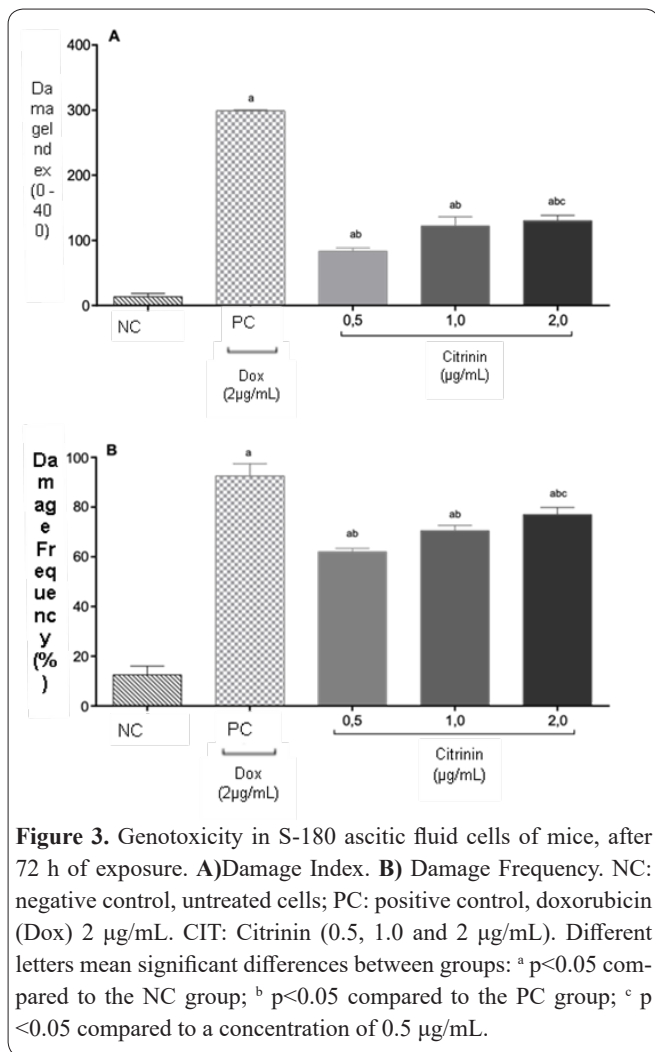 A
400
300
200
100
0
Da
magel nd
ex
(0 -
40
0)
a
ab
ab
abc
NC
PC
0,5
1,0
2,0
Dox
(2µg/mL)
Citrinin
(µg/mL)
B
100
80
60
40
20
0
Da
m
ag
e
Fr
eq
ue
nc
y
(%
)
a
ab
ab
abc
NC
PC
0,5
1,0
2,0
Dox
(2µg/mL)
Citrinin
(µg/mL)
Figure 3. Genotoxicity in S-180 ascitic fluid cells of mice, after
72 h of exposure. A)Damage Index. B) Damage Frequency. NC:
negative control, untreated cells; PC: positive control, doxorubicin
(Dox) 2 µg/mL. CIT: Citrinin (0.5, 1.0 and 2 µg/mL). Different
letters mean significant differences between groups: ᵃ p<0.05 com-
pared to the NC group; ᵇ p<0.05 compared to the PC group; ᶜ p
<0.05 compared to a concentration of 0.5 µg/mL.